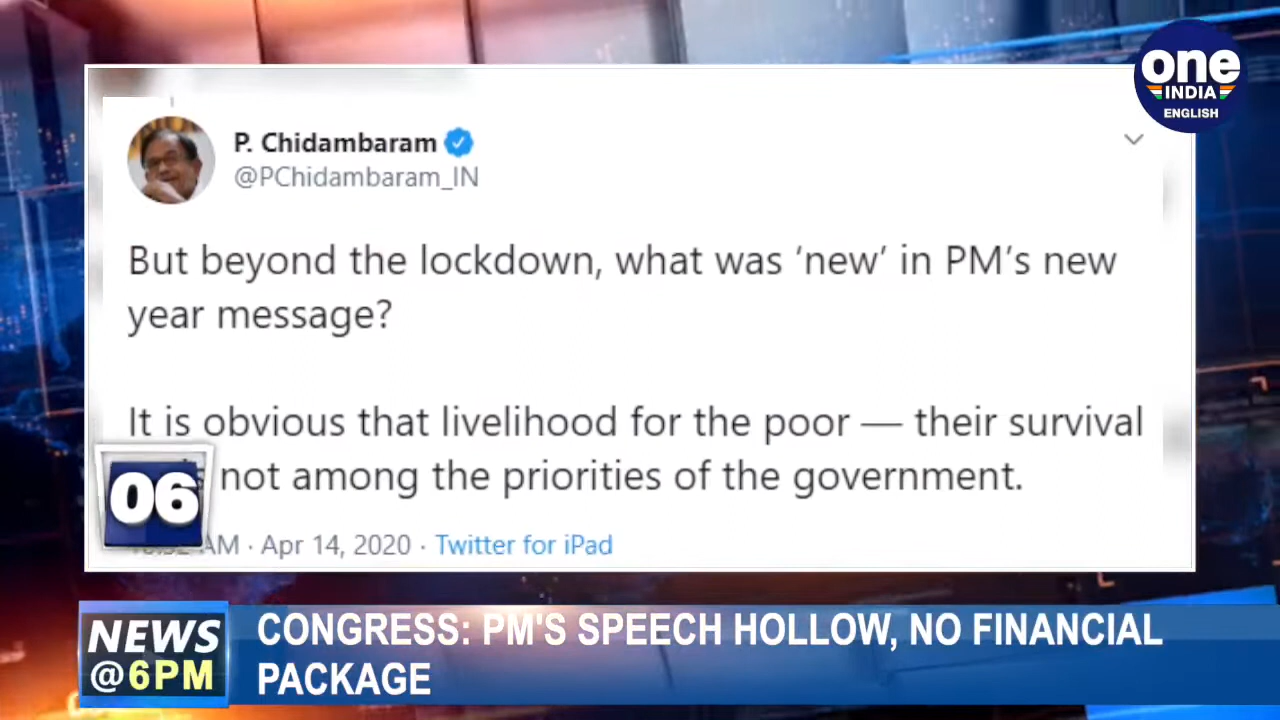 one
INDIA
ENGLISH
P. Chidambaram
@PChidambaram_IN
But beyond the lockdown, what was ‘new’ in PM’s new
year message?
It is obvious that livelihood for the poor — their survival
not among the priorities of the government.
06
AM · Apr 14, 2020 · Twitter for iPad
NEWS
@6PM
CONGRESS: PM'S SPEECH HOLLOW, NO FINANCIAL
PACKAGE